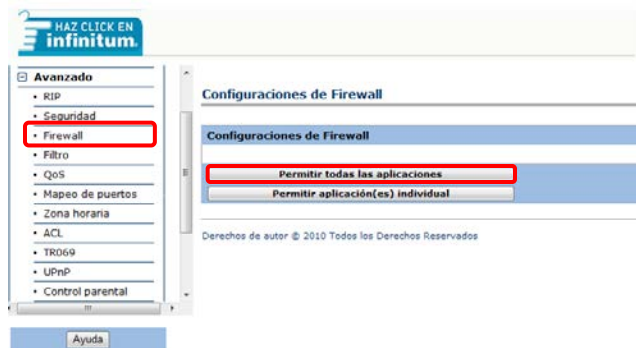 HAZ CLICK EN
infinitum.
Avanzado
RIP
Seguridad
Firewall
Filtro
QoS
Mapeo de puertos
Zona horaria
ACL
TR069
UPnP
Control parental
Ayuda
Configuraciones de Firewall
Configuraciones de Firewall
Permitir todas las aplicaciones
Permitir aplicación(es) individual
Derechos de autor © 2010 Todos los Derechos Reservados